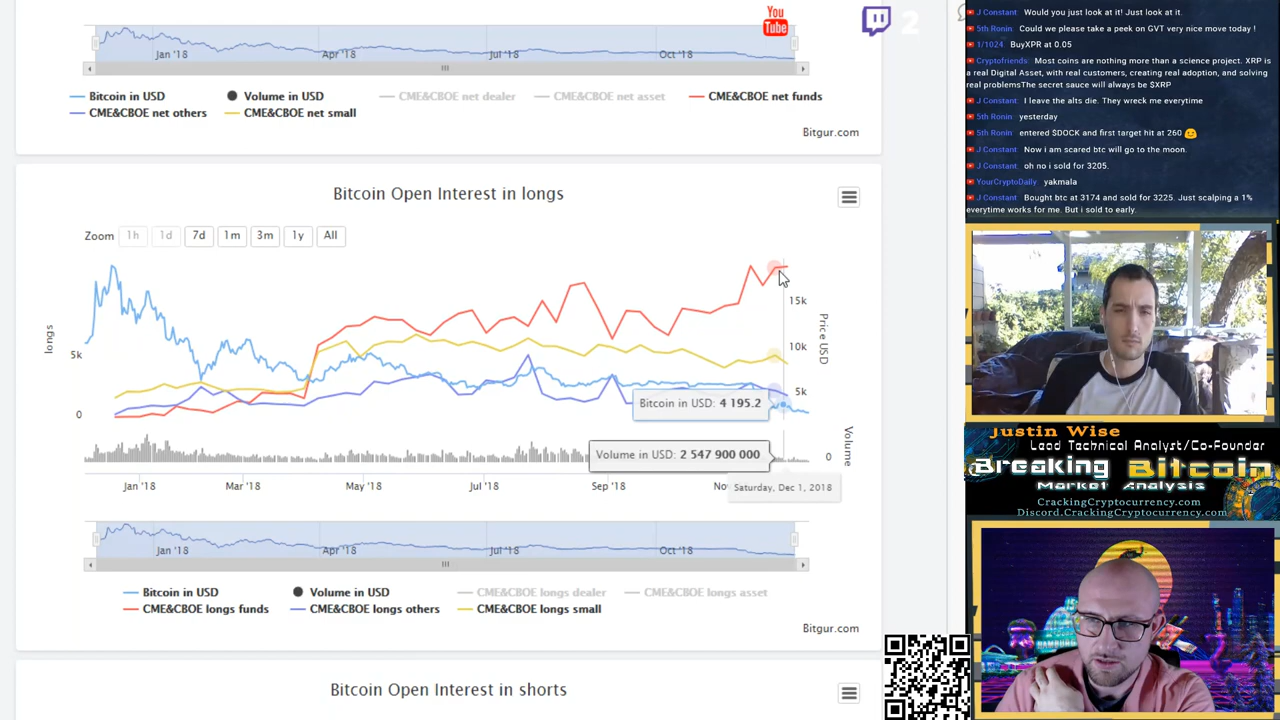 You
Tube
2
Jan '18
Apr '18
Jul '18
Oct '18
Bitcoin in USD
Volume in USD
CME&CBOE net dealer
CME&CBOE net asset
CME&CBOE net funds
CME&CBOE net others
CME&CBOE net small
Bitgur.com
Bitcoin Open Interest in longs
Zoom
1h
1d
7d
1m
3m
1y
All
longs
5k
0
15k
10k
5k
Price USD
Bitcoin in USD: 4 195.2
Volume in USD: 2 547 900 000
0
Volume
Jan '18
Mar '18
May '18
Jul '18
Sep '18
Saturday, Dec 1, 2018
Jan '18
Apr '18
Jul '18
Oct '18
Bitcoin in USD
Volume in USD
CME&CBOE longs dealer
CME&CBOE longs asset
CME&CBOE longs funds
CME&CBOE longs others
CME&CBOE longs small
Bitgur.com
Bitcoin Open Interest in shorts
J Constant: Would you just look at it! Just look at it.
5th Ronin: Could we please take a peek on GVT very nice move today !
1/1024: BuyXPR at 0.05
Cryptofriends: Most coins are nothing more than a science project. XRP is
a real Digital Asset, with real customers, creating real adoption, and solving
real problemsThe secret sauce will always be $XRP
J Constant: I leave the alts die. They wreck me everytime
5th Ronin: yesterday
5th Ronin: entered $DOCK and first target hit at 260
J Constant: Now i am scared btc will go to the moon.
J Constant: oh no i sold for 3205.
YourCryptoDaily: yakmala
J Constant: Bought btc at 3174 and sold for 3225. Just scalping a 1%
everytime works for me. But i sold to early.
Justin Wise
Lead Technical Analyst/Co-Founder
Breaking Bitcoin
Market Analysis
CrackingCryptocurrency.com
Discord.CrackingCryptocurrency.com